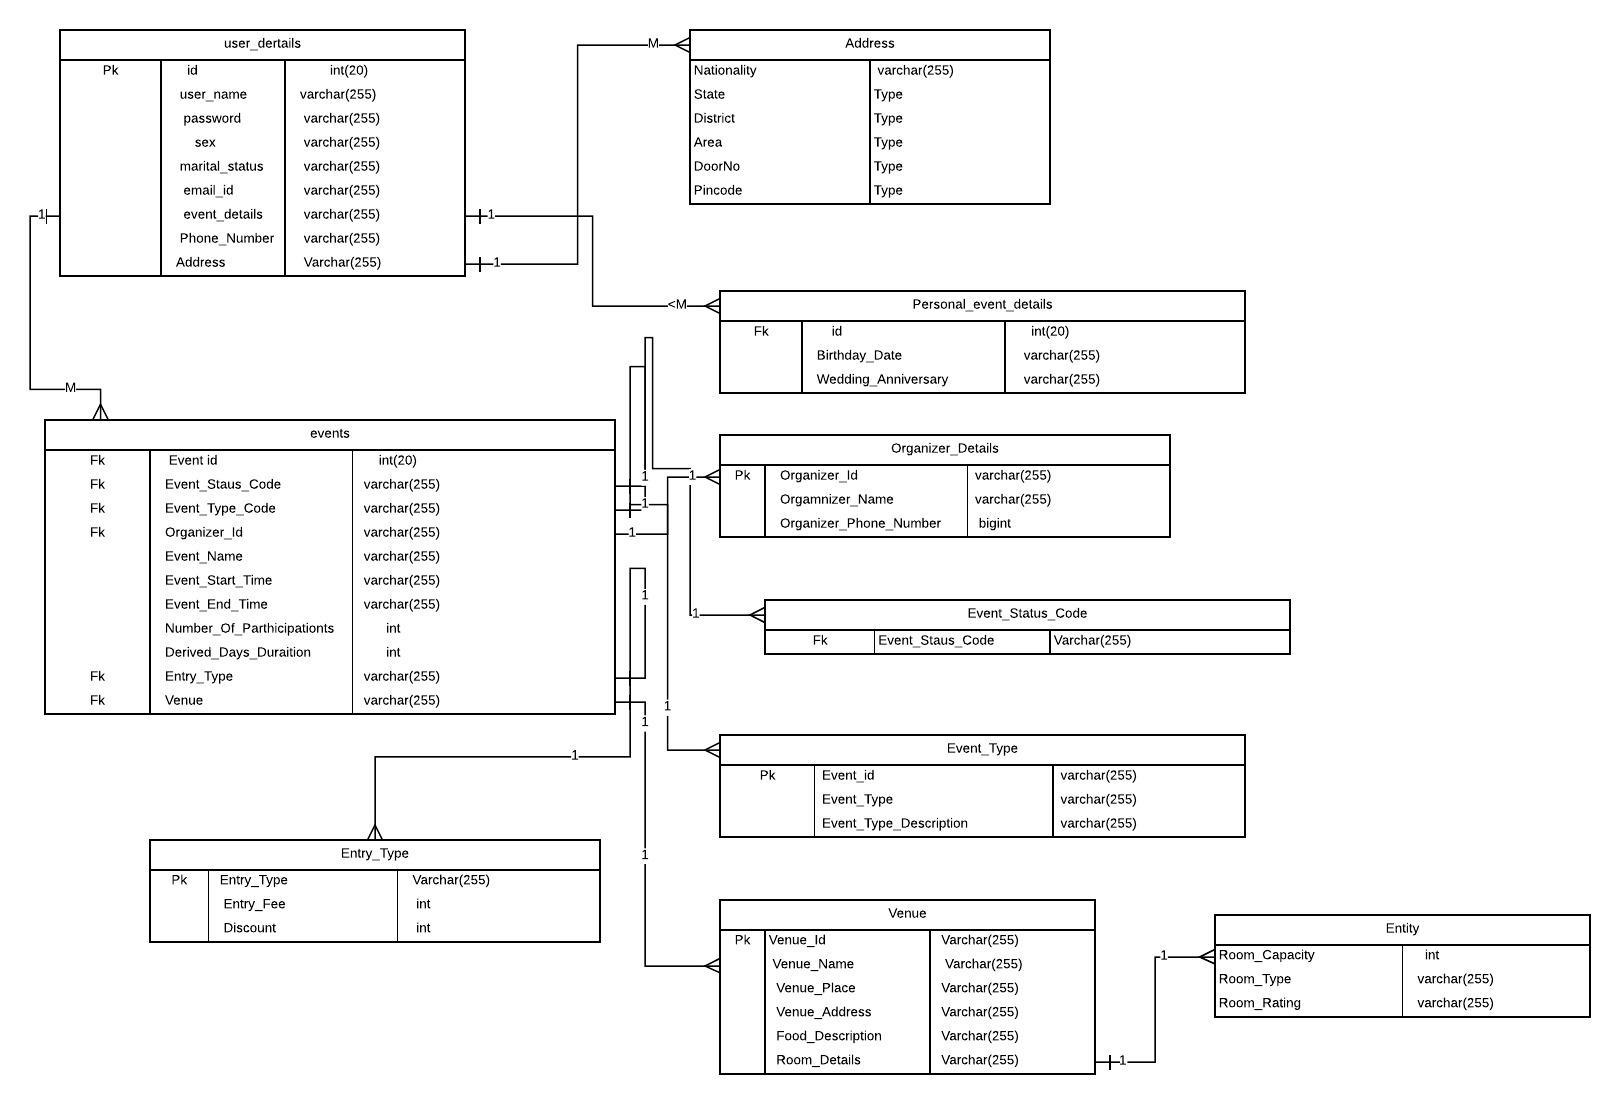 user_dertails
Pk id int(20)
user_name varchar(255)
password varchar(255)
sex varchar(255)
marital_status varchar(255)
email_id varchar(255)
event_details varchar(255)
Phone_Number varchar(255)
Address Varchar(255)
1
M
1
1
M
<M
Address
Nationality varchar(255)
State Type
District Type
Area Type
DoorNo Type
Pincode Type
Personal_event_details
Fk id int(20)
Birthday_Date varchar(255)
Wedding_Anniversary varchar(255)
events
Fk Event id int(20)
Fk Event_Staus_Code varchar(255)
Fk Event_Type_Code varchar(255)
Fk Organizer_Id varchar(255)
Event_Name varchar(255)
Event_Start_Time varchar(255)
Event_End_Time varchar(255)
Number_Of_Parthicipationts int
Derived_Days_Duraition int
Fk Entry_Type varchar(255)
Fk Venue varchar(255)
1
1
1
1
1
1
1
1
1
1
Organizer_Details
Pk Organizer_Id varchar(255)
Orgamnizer_Name varchar(255)
Organizer_Phone_Number bigint
Event_Status_Code
Fk Event_Staus_Code Varchar(255)
Event_Type
Pk Event_id varchar(255)
Event_Type varchar(255)
Event_Type_Description varchar(255)
Entry_Type
Pk Entry_Type Varchar(255)
Entry_Fee int
Discount int
Venue
Pk Venue_Id Varchar(255)
Venue_Name Varchar(255)
Venue_Place Varchar(255)
Venue_Address Varchar(255)
Food_Description Varchar(255)
Room_Details Varchar(255)
1
1
Entity
Room_Capacity int
Room_Type varchar(255)
Room_Rating varchar(255)